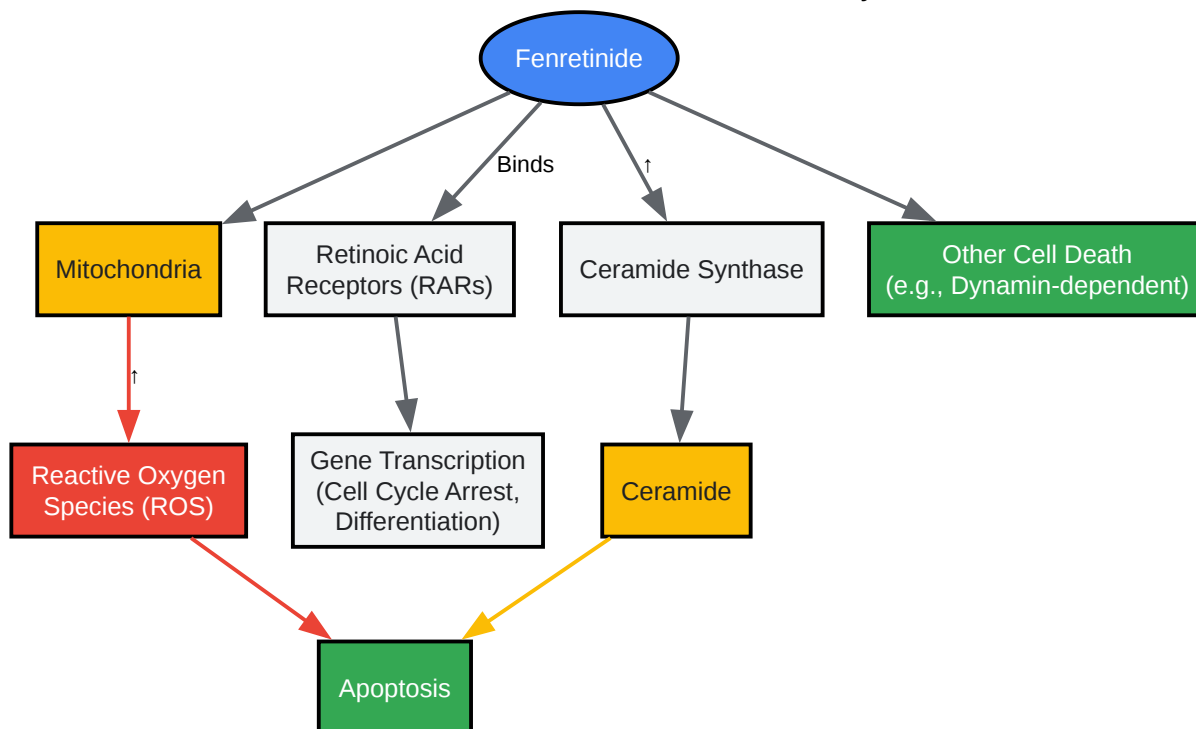 Fenretinide
Binds
↑
Mitochondria
Retinoic Acid
Receptors (RARs)
Ceramide Synthase
Other Cell Death
(e.g., Dynamin-dependent)
↑
Reactive Oxygen
Species (ROS)
Gene Transcription
(Cell Cycle Arrest,
Differentiation)
Ceramide
Apoptosis